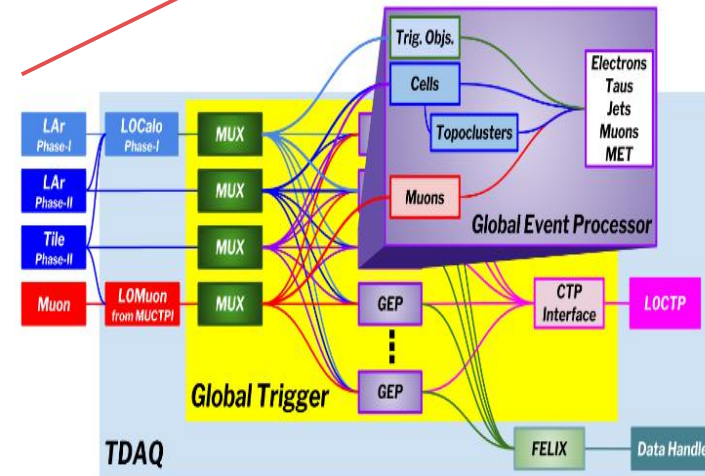 Trig. Objs.
Cells
Topoclusters
Muons
Electrons
Taus
Jets
Muons
MET
Global Event Processor
LAr
Phase-I
LAr
Phase-II
Tile
Phase-II
Muon
LOCalo
Phase-I
LOMuon
from MUCTPI
MUX
MUX
MUX
MUX
GEP
GEP
CTP
Interface
LOCTP
Global Trigger
TDAQ
FELIX
Data Handle